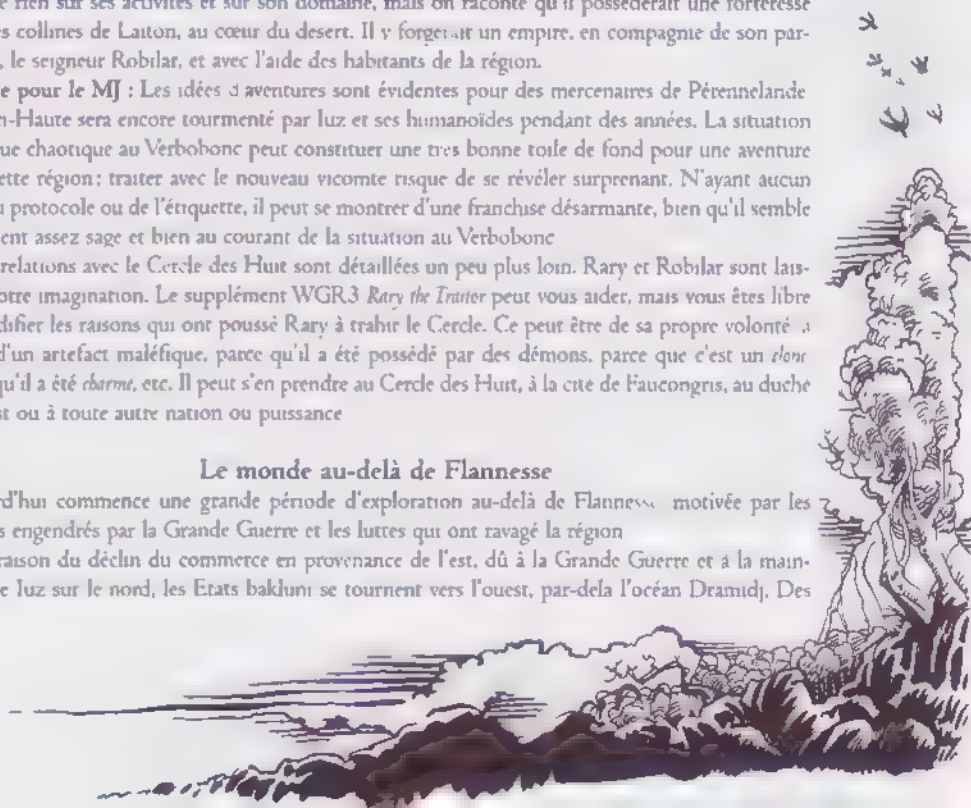 rien sur ses activités et sur son domaine, mais on raconte qu'il posséderait une forteresse
collines de Laiton, au cœur du desert. Il y forgerait un empire, en compagnie de son par-
le seigneur Robilar, et avec l'aide des habitants de la région.
pour le MJ : Les idées d'aventures sont évidentes pour des mercenaires de Pérennelande
n-Haute sera encore tourmenté par Iuz et ses humanoïdes pendant des années. La situation
ue chaotique au Verbobonc peut constituer une très bonne toile de fond pour une aventure
ette région; traiter avec le nouveau vicomte risque de se révéler surprenant. N'ayant aucun
protocole ou de l'étiquette, il peut se montrer d'une franchise désarmante, bien qu'il semble
ent assez sage et bien au courant de la situation au Verbobonc
relations avec le Cercle des Huit sont détaillées un peu plus loin. Rary et Robilar sont lais-
otre imagination. Le supplément WGR3 Rary the Traitor peut vous aider, mais vous êtes libre
difier les raisons qui ont poussé Rary à trahir le Cercle. Ce peut être de sa propre volonté
d'un artefact maléfique, parce qu'il a été possédé par des démons, parce que c'est un clone
qu'il a été charmé, etc. Il peut s'en prendre au Cercle des Huit, à la cité de Faucongris, au duché
st ou à toute autre nation ou puissance
Le monde au-delà de Flannesse
rd'hui commence une grande période d'exploration au-delà de Flannesse motivée par les
s engendrés par la Grande Guerre et les luttes qui ont ravagé la région
raison du déclin du commerce en provenance de l'est, dû à la Grande Guerre et à la main-
e Iuz sur le nord, les Etats bakluni se tournent vers l'ouest, par-dela l'océan Dramidj. Des